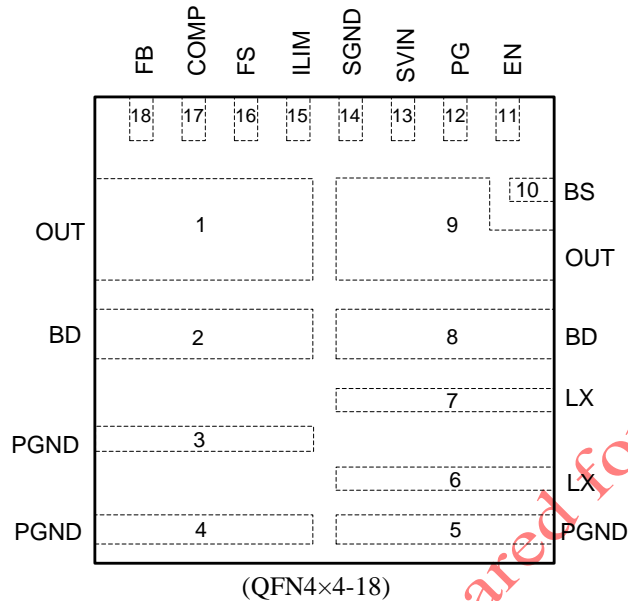 FB COMP FS ILIM SGND SVIN PG EN
18 17 16 15 14 13 12 11
10 BS
OUT 1 9
OUT
BD 2 8 BD
7 LX
PGND 3
6 LX
PGND 4 5 PGND
(QFN4×4-18)
ared fo